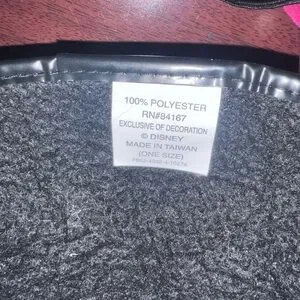 100% POLYESTER
RN#84167
EXCLUSIVE OF DECORATION
© DISNEY
MADE IN TAIWAN
(ONE SIZE)